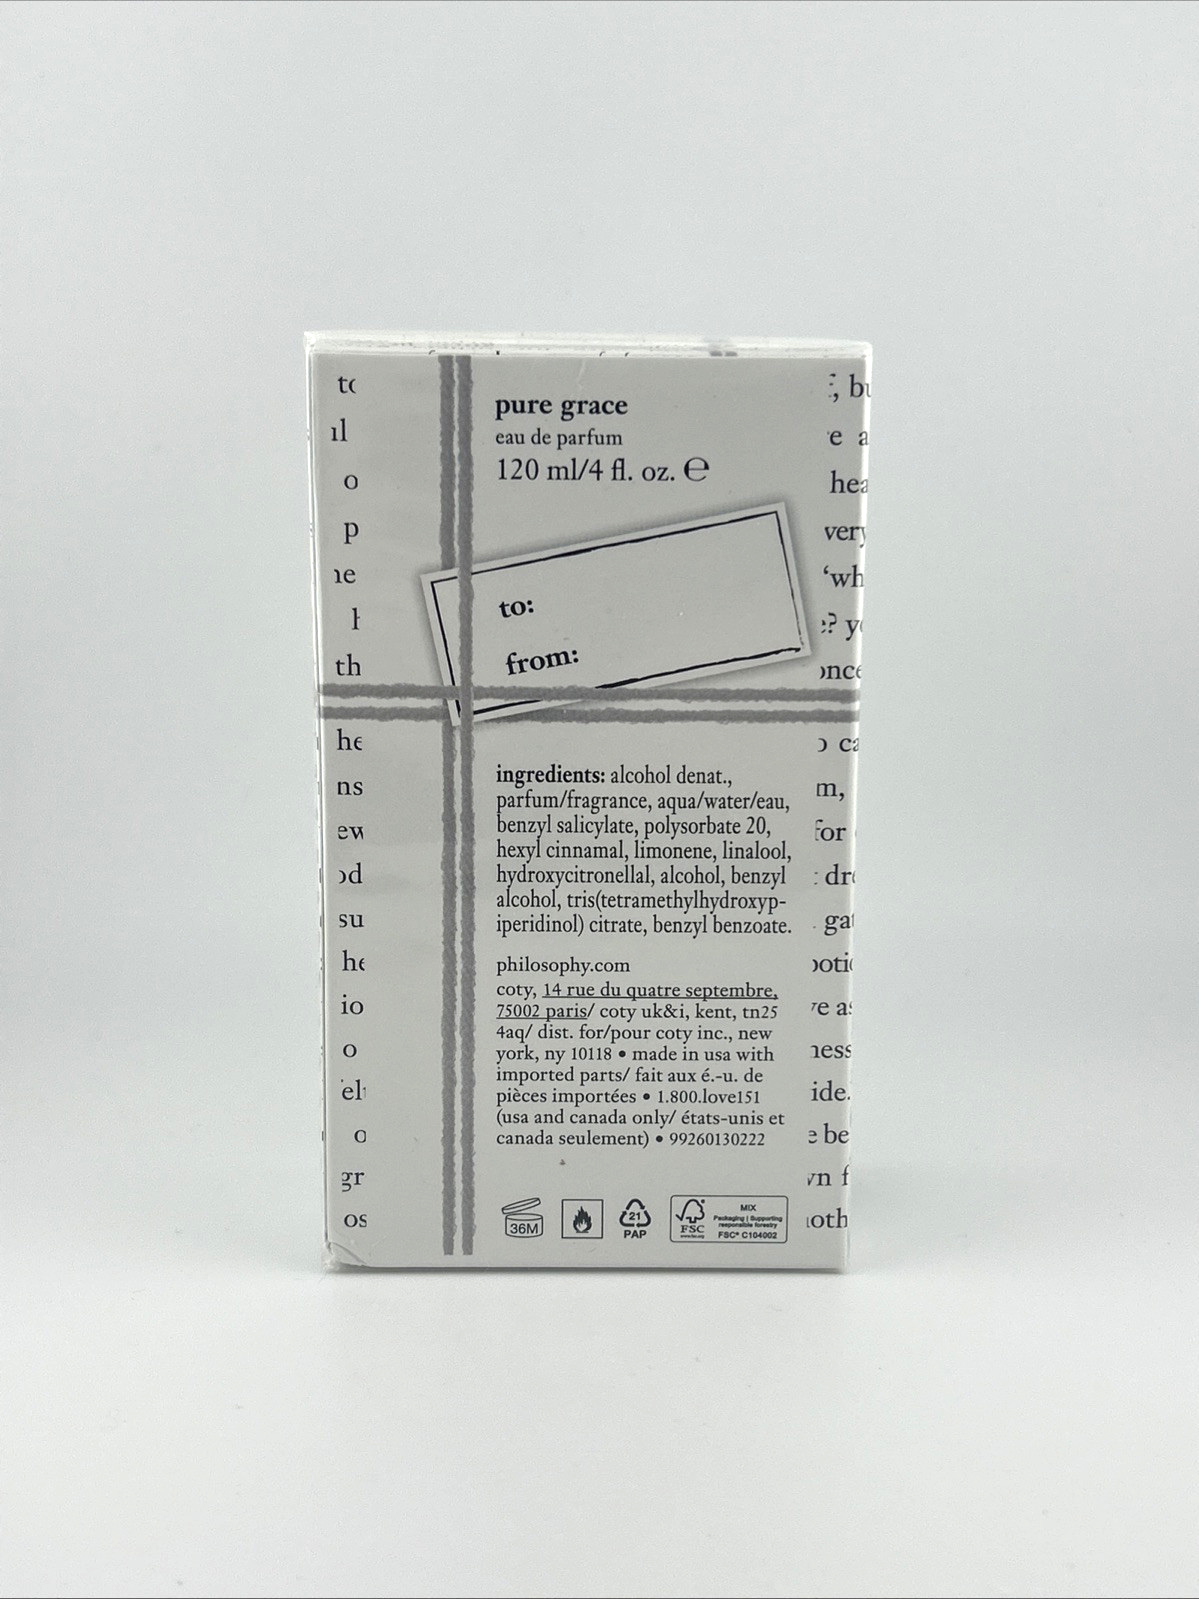 pure grace
eau de parfum
120 ml/4 fl. oz. ℮
to:
from:
ingredients: alcohol denat.,
parfum/fragrance, aqua/water/eau,
benzyl salicylate, polysorbate 20,
hexyl cinnamal, limonene, linalool,
hydroxycitronellal, alcohol, benzyl
alcohol, tris(tetramethylhydroxyp-
iperidinol) citrate, benzyl benzoate.
philosophy.com
coty, 14 rue du quatre septembre,
75002 paris/ coty uk&i, kent, tn25
4aq/ dist. for/pour coty inc., new
york, ny 10118 • made in usa with
imported parts/ fait aux é.-u. de
pièces importées • 1.800.love151
(usa and canada only/ états-unis et
canada seulement) • 99260130222
36M
21
PAP
FSC
MIX
Packaging | Supporting
responsible forestry
FSC® C104002